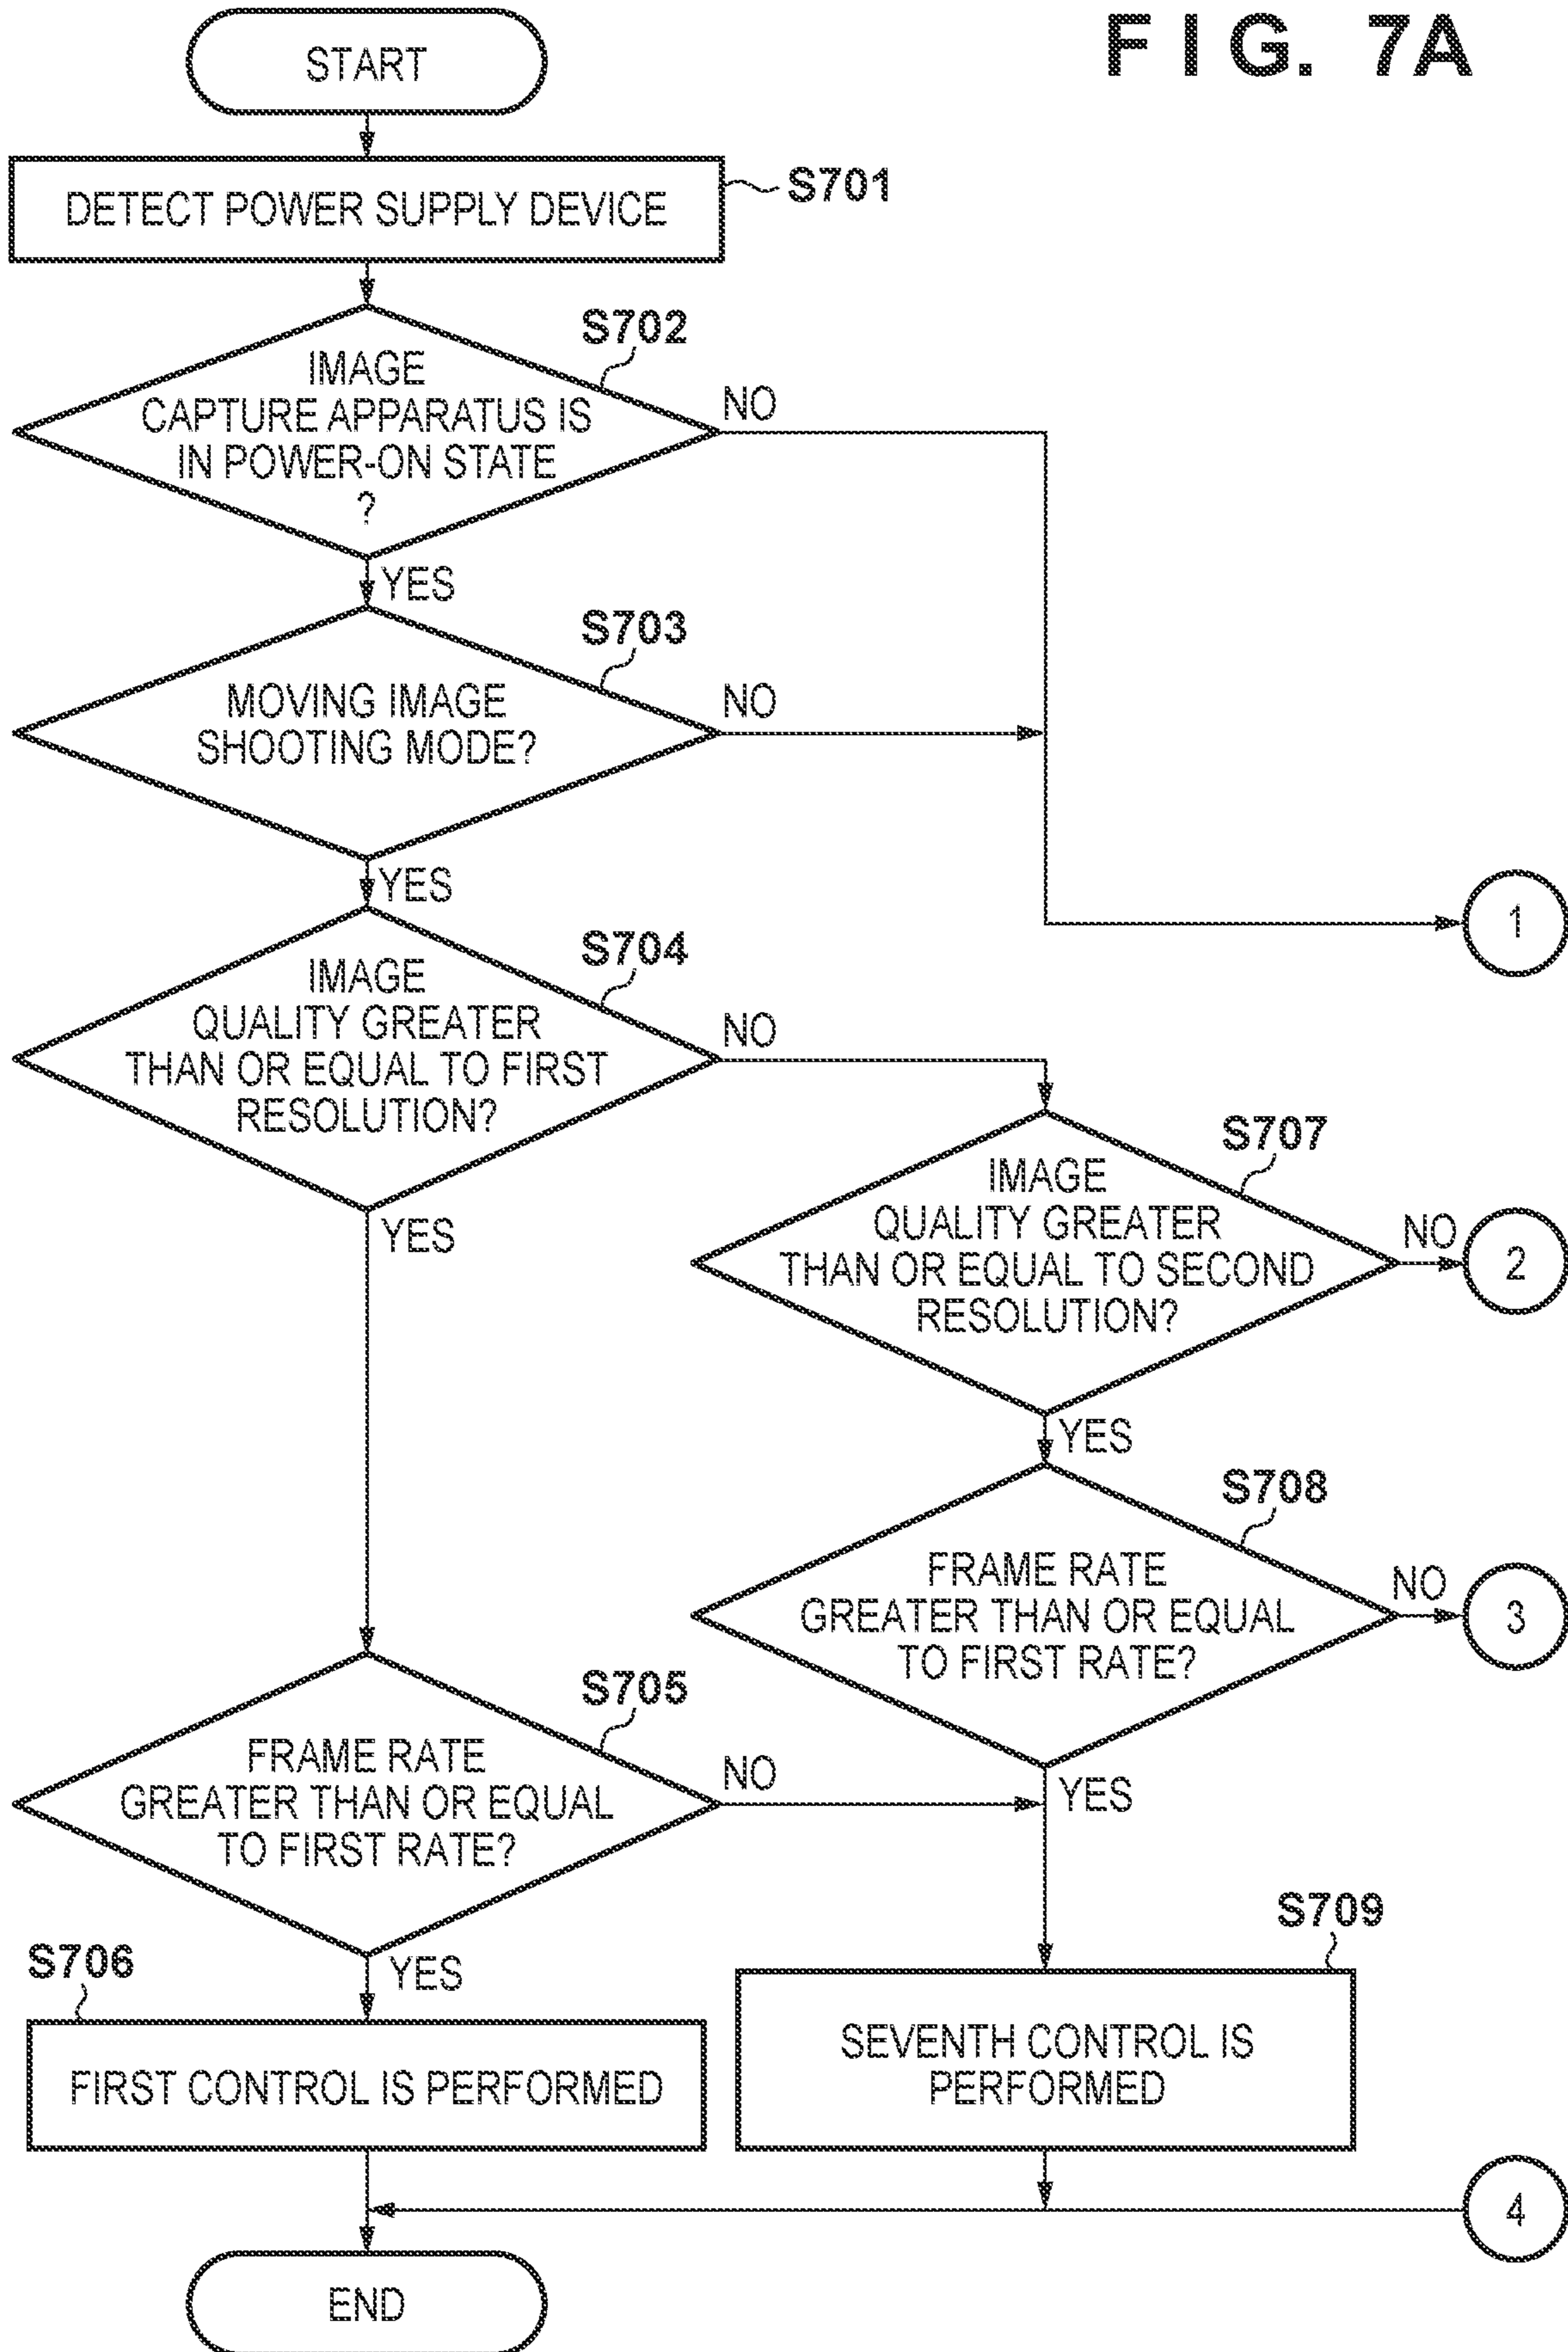 FIG. 7A
START
DETECT POWER SUPPLY DEVICE
S701
S702
IMAGE
CAPTURE APPARATUS IS
IN POWER-ON STATE
?
NO
YES
S703
MOVING IMAGE
SHOOTING MODE?
NO
YES
1
S704
IMAGE
QUALITY GREATER
THAN OR EQUAL TO FIRST
RESOLUTION?
NO
YES
S707
IMAGE
QUALITY GREATER
THAN OR EQUAL TO SECOND
RESOLUTION?
NO
2
YES
S708
FRAME RATE
GREATER THAN OR EQUAL
TO FIRST RATE?
NO
3
YES
S705
FRAME RATE
GREATER THAN OR EQUAL
TO FIRST RATE?
NO
YES
S706
FIRST CONTROL IS PERFORMED
S709
SEVENTH CONTROL IS
PERFORMED
4
END